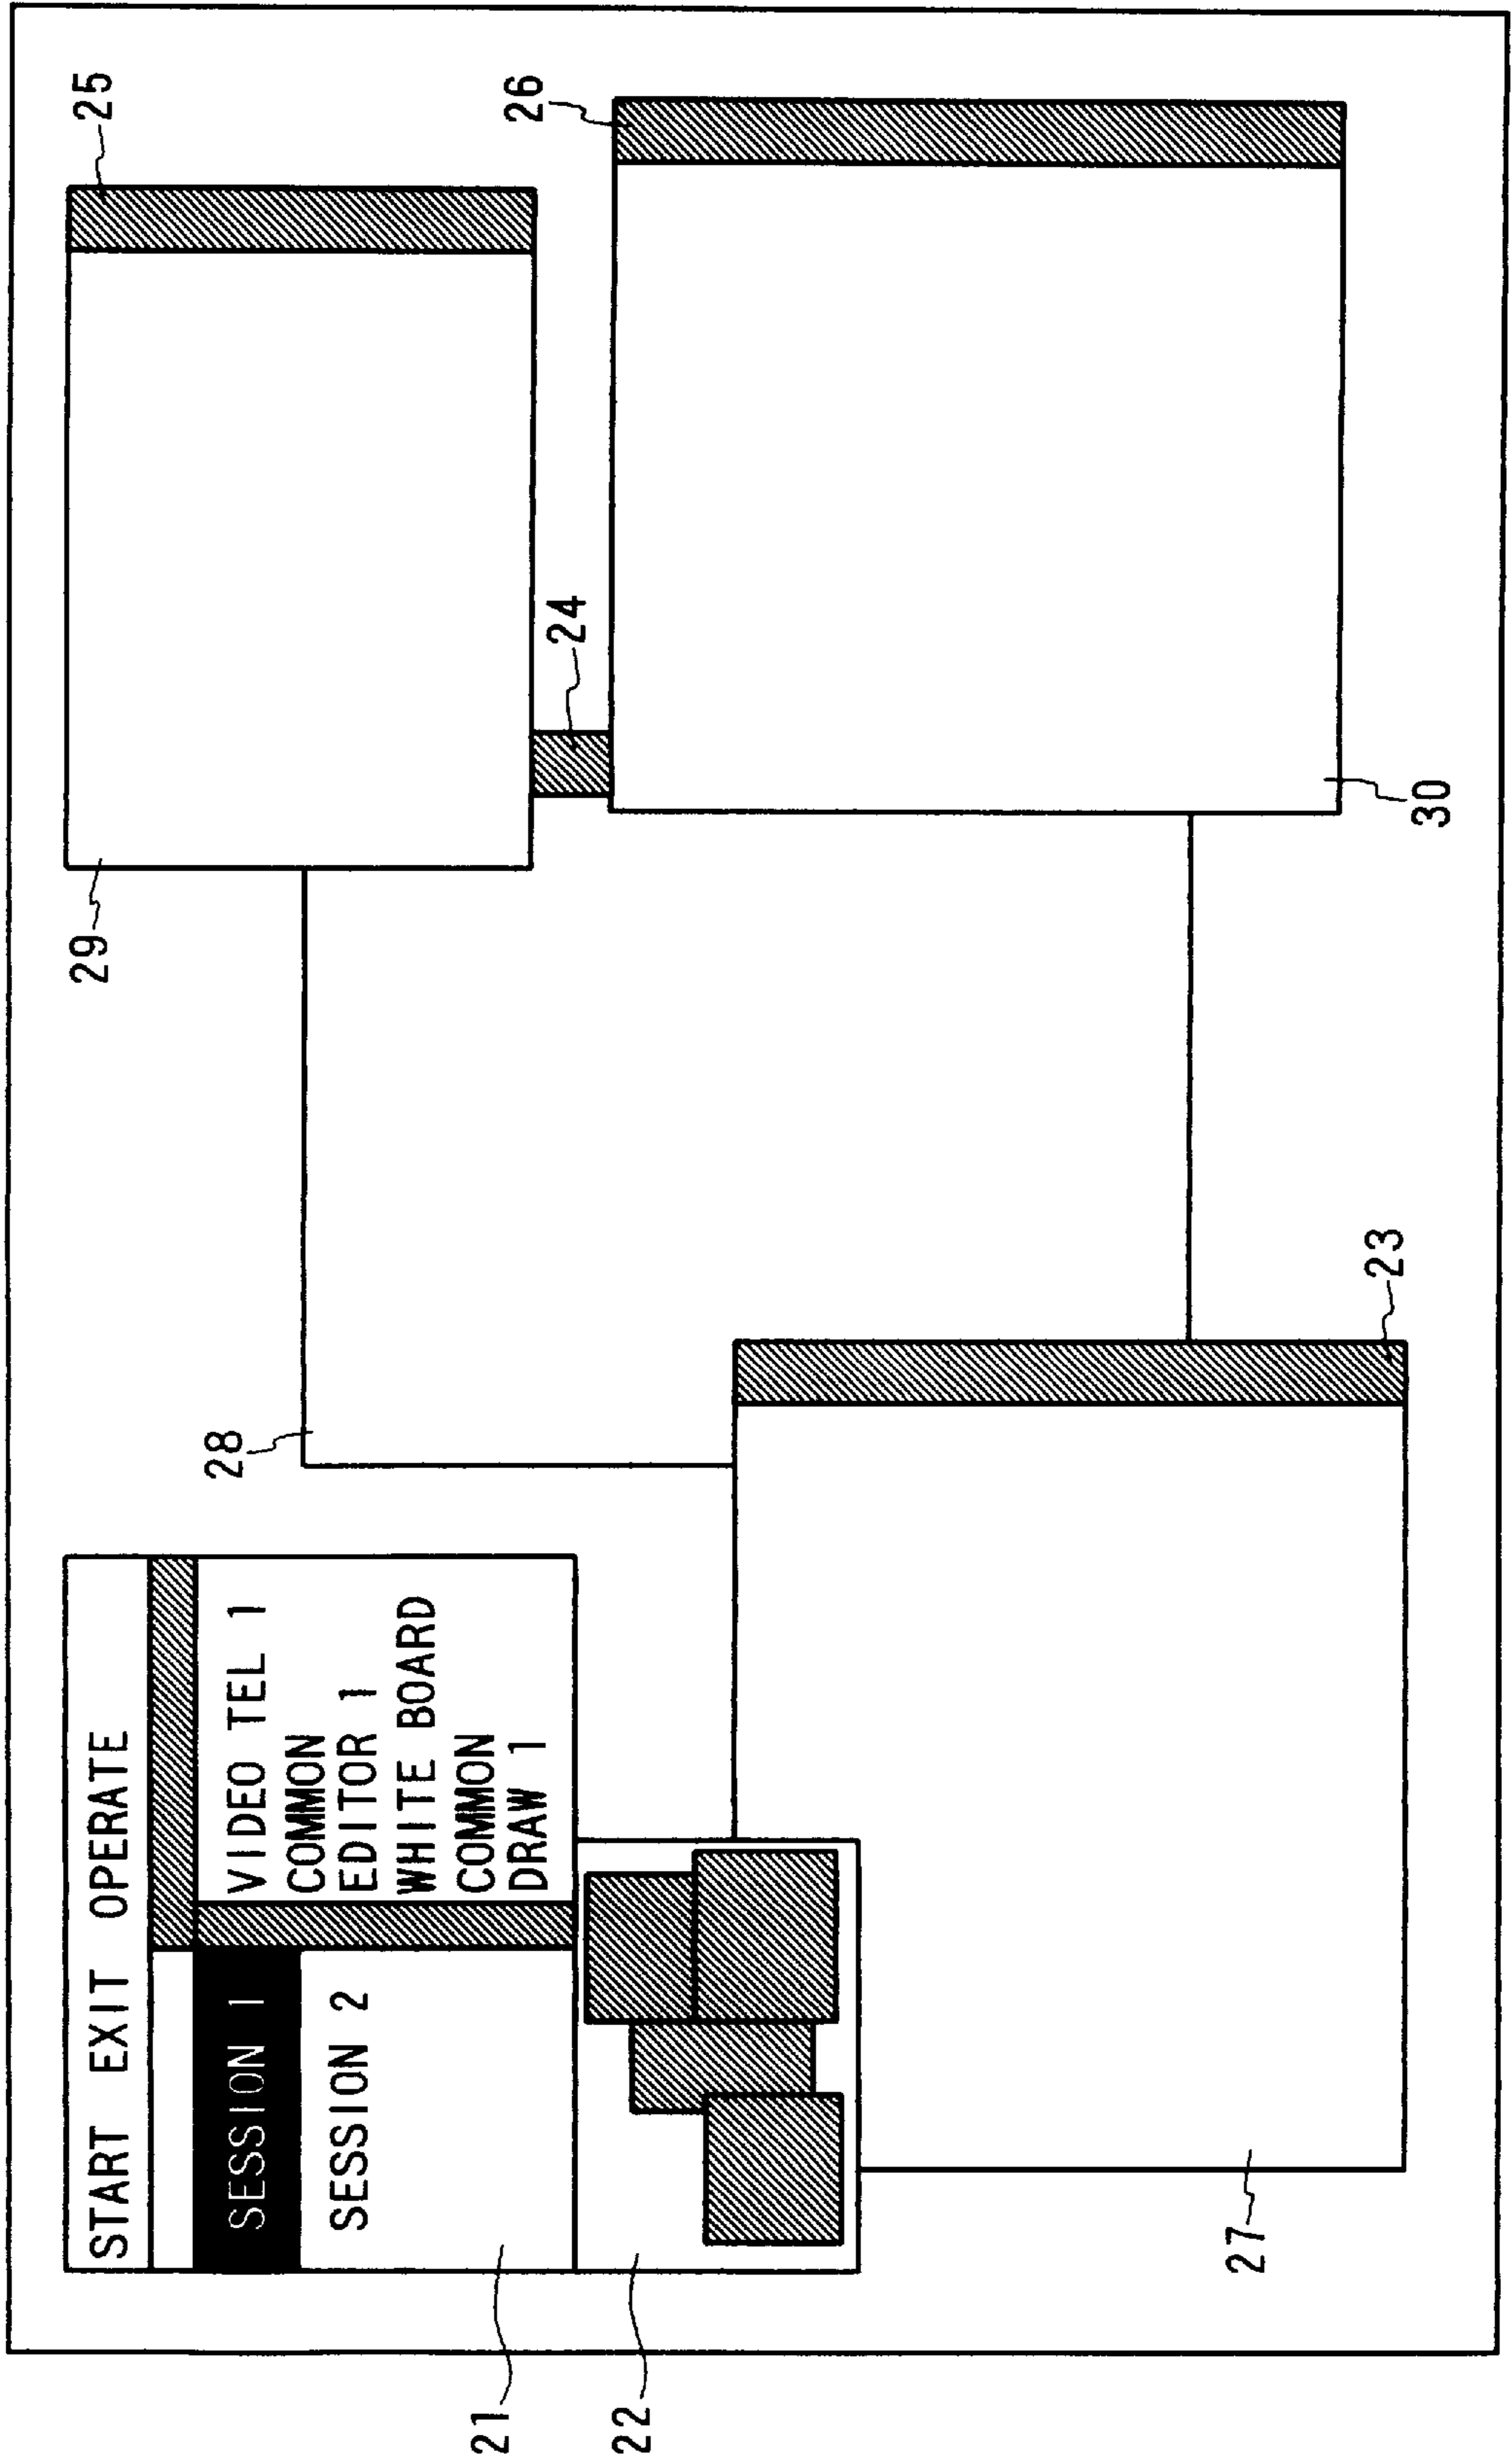 START EXIT OPERATE
SESSION 1
SESSION 2
VIDEO TEL 1
COMMON
EDITOR 1
WHITE BOARD
COMMON
DRAW 1
21
22
23
24
25
26
27
28
29
30